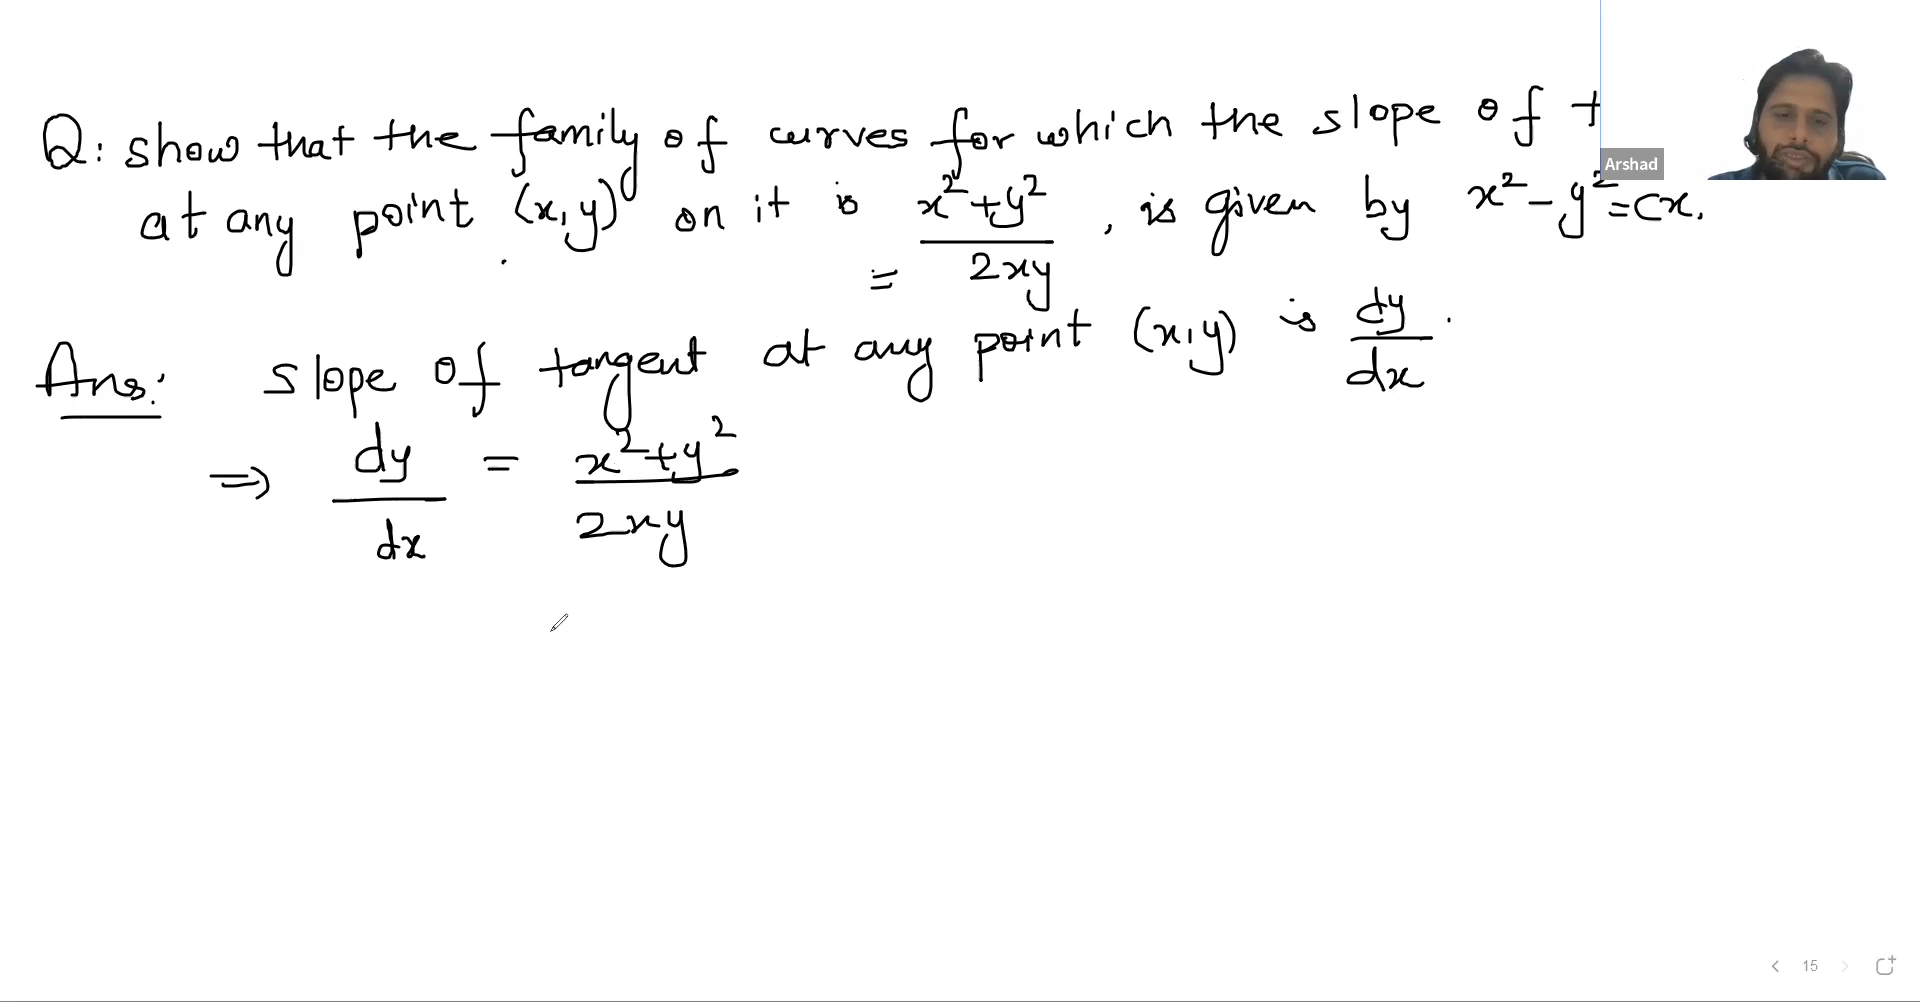 Q: show that the family of curves for which the slope of t
Arshad
at any point (x,y) on it is x²+y²/2xy, is given by x²-y²=cx.
=
Ans: slope of tangent at any point (x,y) is dy/dx.
⇒ dy/dx = x²+y²/2xy
15